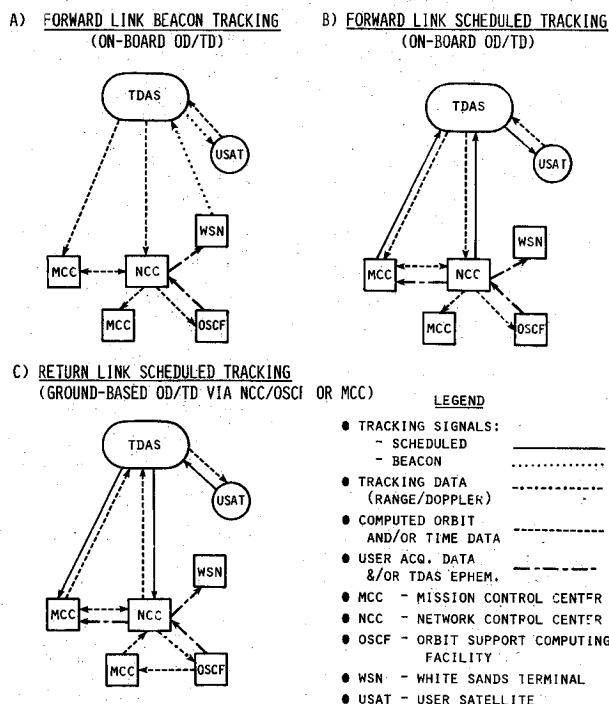 A) FORWARD LINK BEACON TRACKING
(ON-BOARD OD/TD)
TDAS
USAT
WSN
MCC
NCC
MCC
OSCF
B) FORWARD LINK SCHEDULED TRACKING
(ON-BOARD OD/TD)
TDAS
USAT
WSN
MCC
NCC
MCC
OSCF
C) RETURN LINK SCHEDULED TRACKING
(GROUND-BASED OD/TD VIA NCC/OSCF OR MCC)
TDAS
USAT
WSN
MCC
NCC
MCC
OSCF
LEGEND
● TRACKING SIGNALS:
- SCHEDULED
- BEACON
● TRACKING DATA
(RANGE/DOPPLER)
● COMPUTED ORBIT
AND/OR TIME DATA
● USER ACQ. DATA
&/OR TDAS EPHEM.
● MCC - MISSION CONTROL CENTER
● NCC - NETWORK CONTROL CENTER
● OSCF - ORBIT SUPPORT COMPUTING
FACILITY
● WSN - WHITE SANDS TERMINAL
● USAT - USER SATELLITE